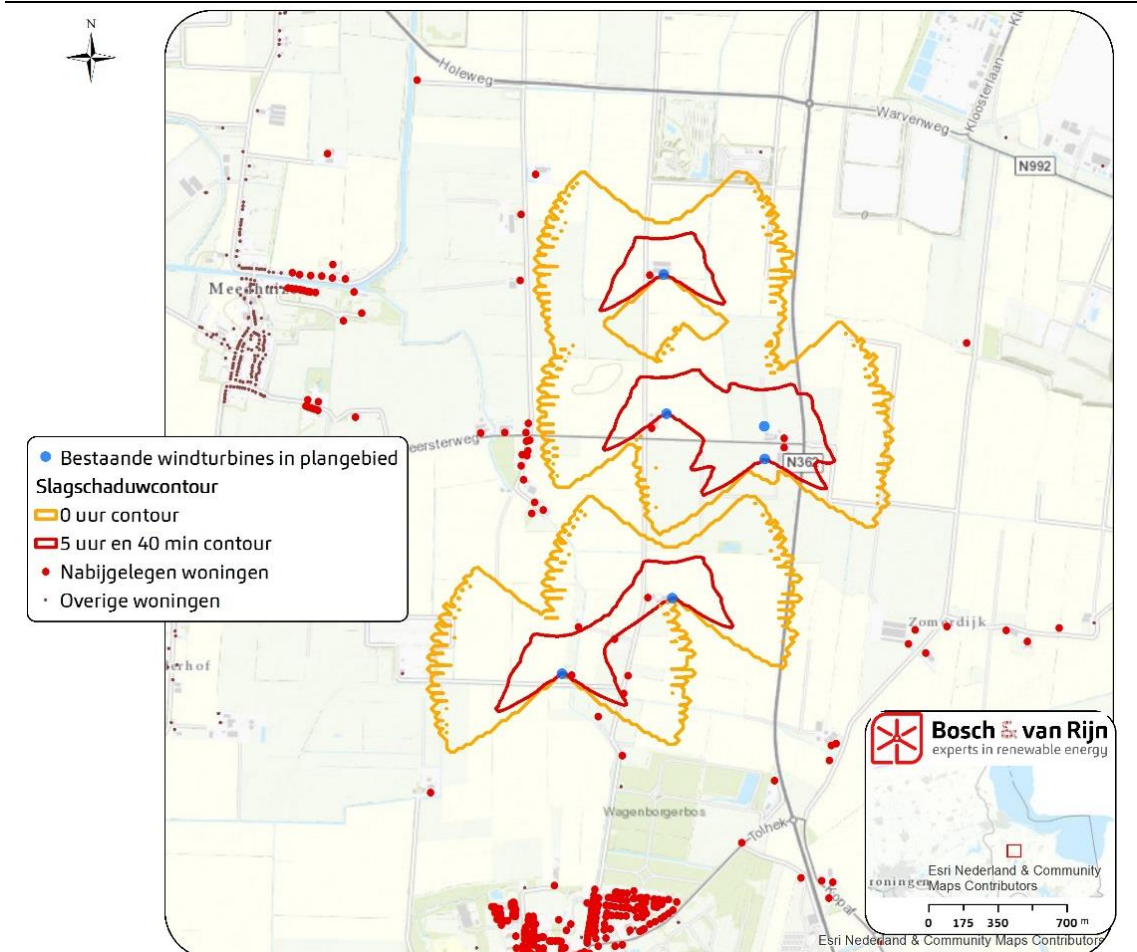 N
Holeweg
Warvenweg
Kloosterlaan
N992
eersterweg
N362
Bestaande windturbines in plangebied
Slagschaduwcontour
0 uur contour
5 uur en 40 min contour
Nabijgelegen woningen
Overige woningen
Zomerdijk
erhof
Bosch & van Rijn
experts in renewable energy
Wagenborgerbos
Tolhek
Kopaf
roningen
Esri Nederland & Community
Maps Contributors
0 175 350 700 m
Esri Nederland & Community Maps Contributors